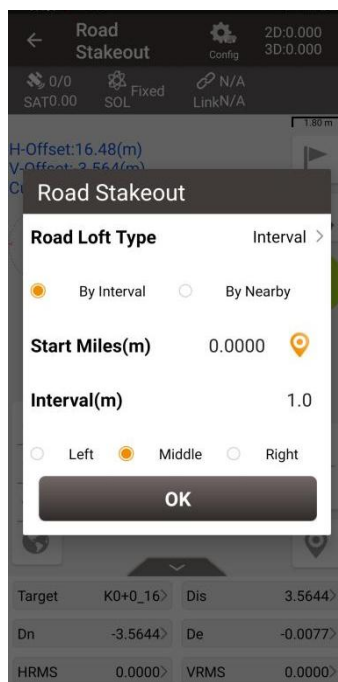 Road Stakeout
Config
2D:0.000
3D:0.000
0/0
SAT0.00
SOL Fixed
N/A
LinkN/A
1.80 m
H-Offset:16.48(m)
V-Offset:-3.564(m)
Road Stakeout
Road Loft Type Interval >
By Interval By Nearby
Start Miles(m) 0.0000
Interval(m) 1.0
Left Middle Right
OK
Target K0+0_16> Dis 3.5644>
Dn -3.5644> De -0.0077>
HRMS 0.0000> VRMS 0.0000>